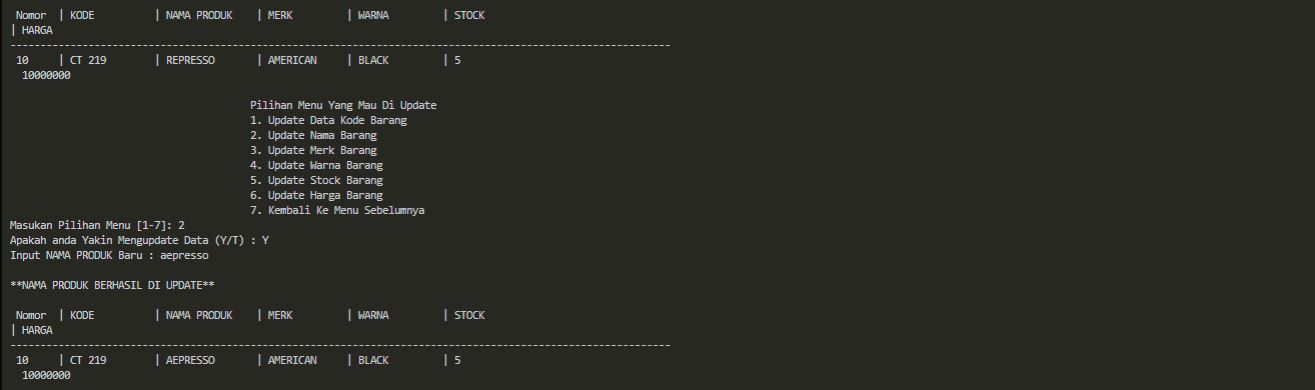 Nomor | KODE | NAMA PRODUK | MERK | WARNA | STOCK
| HARGA
--------------------------------------------------------------------------------------------------------------
10 | CT 219 | REPRESSO | AMERICAN | BLACK | 5
10000000
Pilihan Menu Yang Mau Di Update
1. Update Data Kode Barang
2. Update Nama Barang
3. Update Merk Barang
4. Update Warna Barang
5. Update Stock Barang
6. Update Harga Barang
7. Kembali Ke Menu Sebelumnya
Masukan Pilihan Menu [1-7]: 2
Apakah anda Yakin Mengupdate Data (Y/T) : Y
Input NAMA PRODUK Baru : aepresso
**NAMA PRODUK BERHASIL DI UPDATE**
Nomor | KODE | NAMA PRODUK | MERK | WARNA | STOCK
| HARGA
--------------------------------------------------------------------------------------------------------------
10 | CT 219 | AEPRESSO | AMERICAN | BLACK | 5
10000000